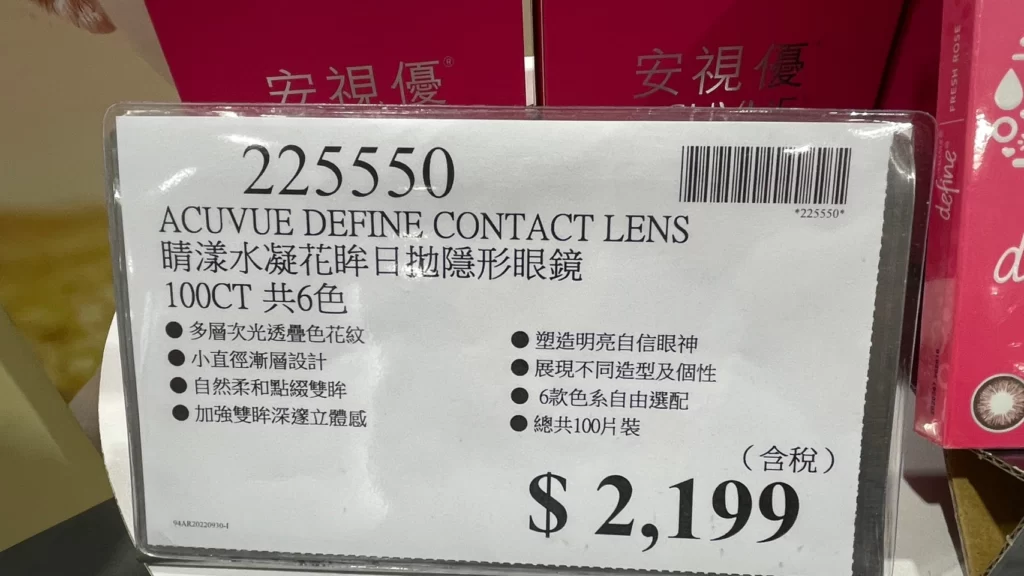 安視優®
安視優
225550
*225550*
ACUVUE DEFINE CONTACT LENS
睛漾水凝花眸日拋隱形眼鏡
100CT 共6色
● 多層次光透疊色花紋
● 小直徑漸層設計
● 自然柔和點綴雙眸
● 加強雙眸深邃立體感
● 塑造明亮自信眼神
● 展現不同造型及個性
● 6款色系自由選配
● 總共100片裝
（含稅）
$ 2,199
94AR20220930-J
FRESH ROSE
define